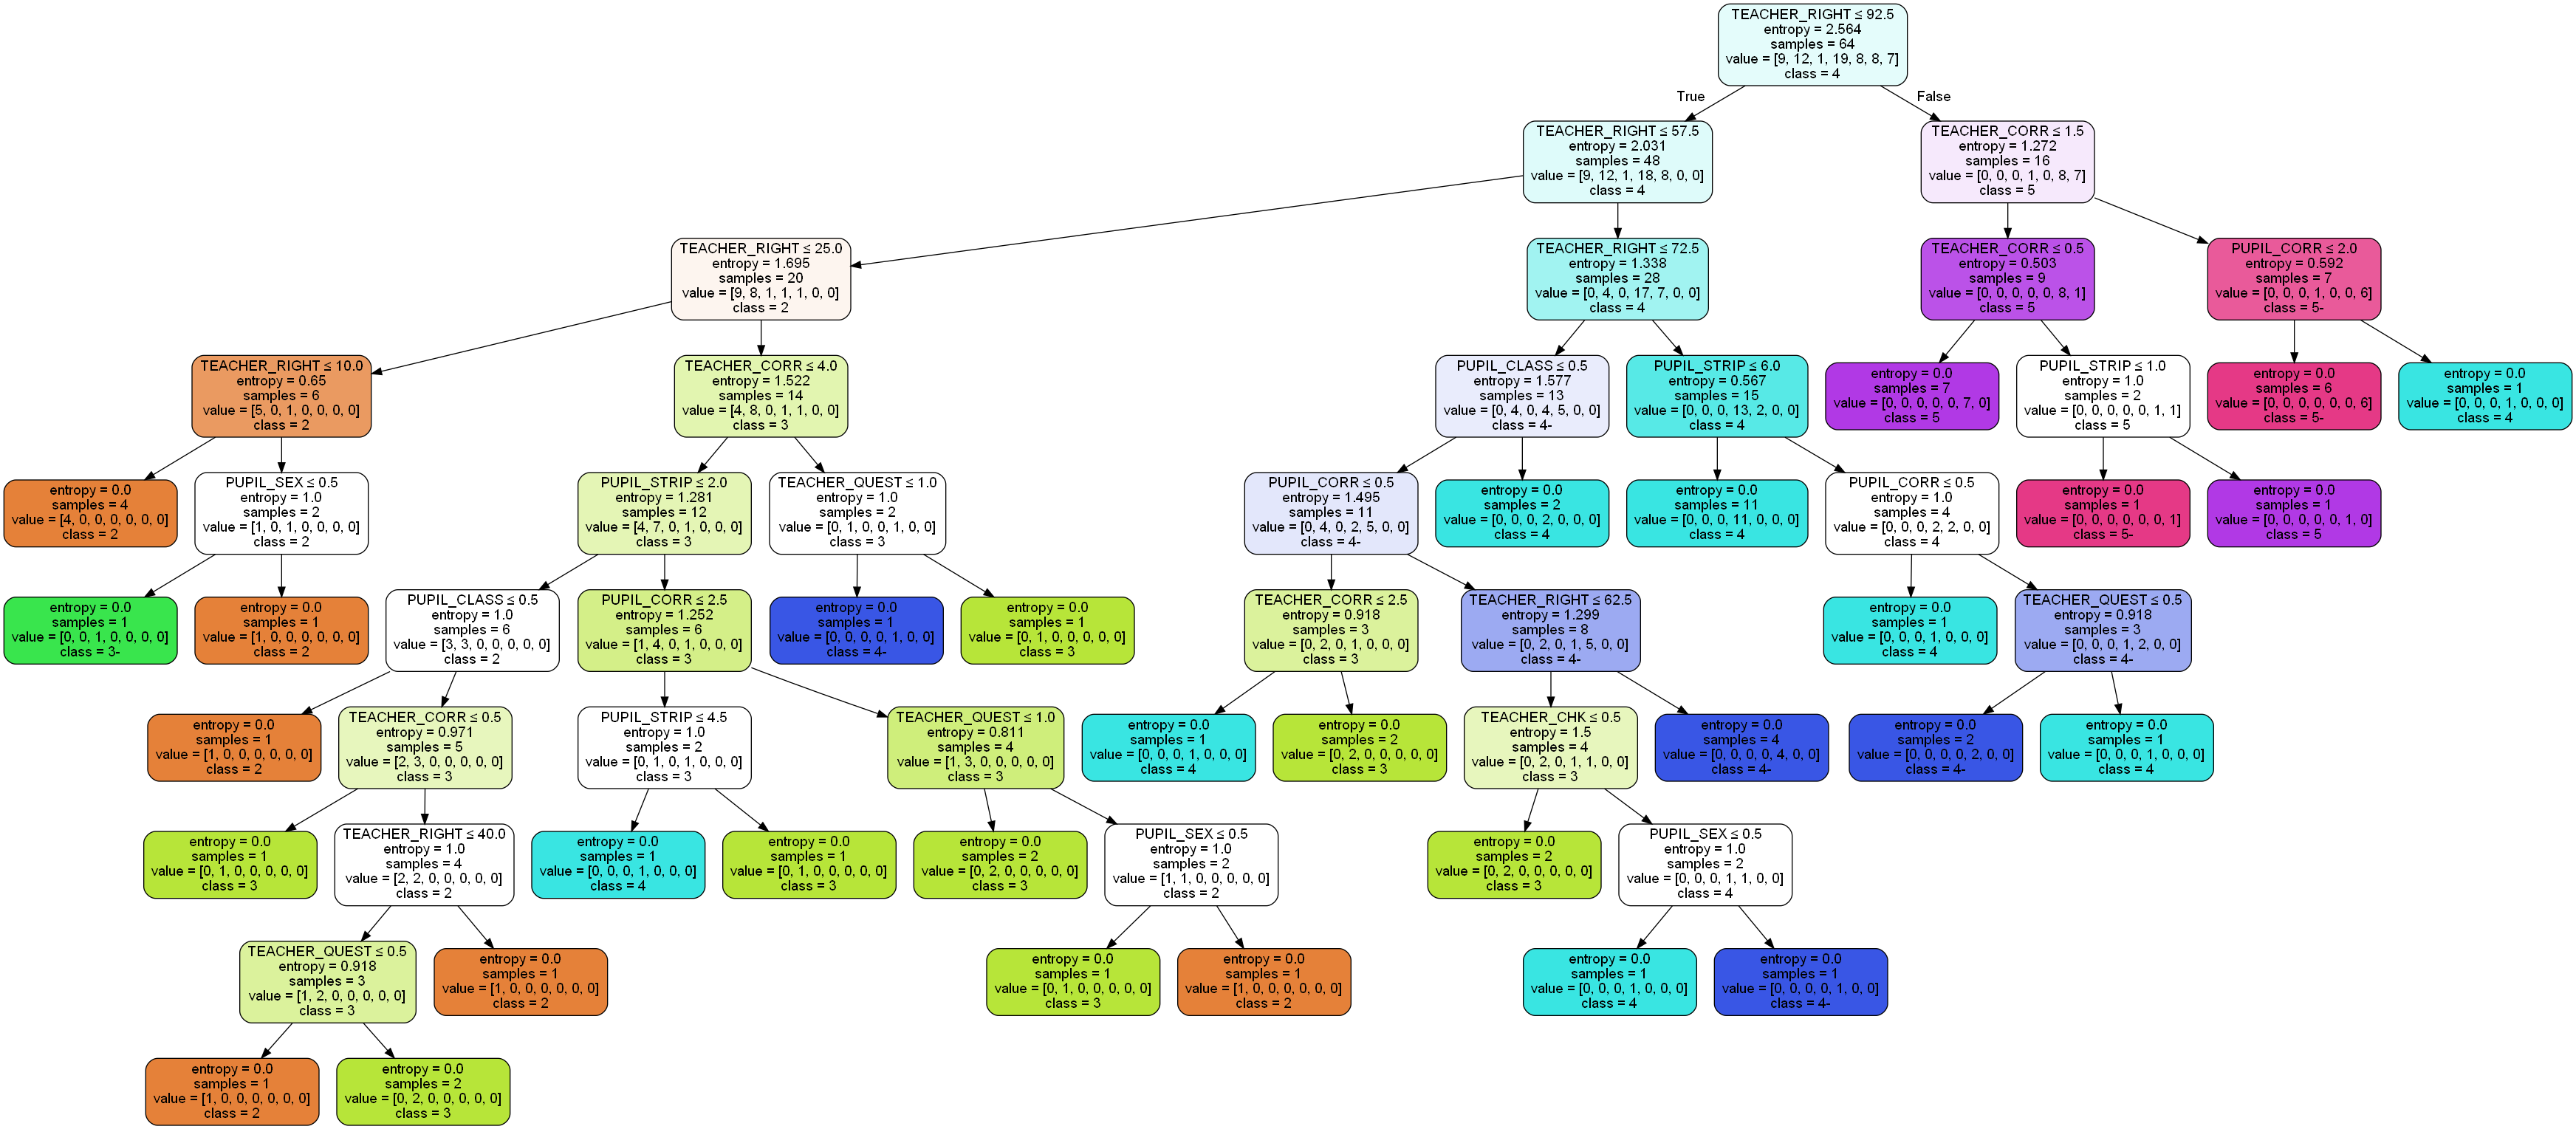 TEACHER_RIGHT ≤ 92.5
entropy = 2.564
samples = 64
value = [9, 12, 1, 19, 8, 8, 7]
class = 4
True
False
TEACHER_RIGHT ≤ 57.5
entropy = 2.031
samples = 48
value = [9, 12, 1, 18, 8, 0, 0]
class = 4
TEACHER_CORR ≤ 1.5
entropy = 1.272
samples = 16
value = [0, 0, 0, 1, 0, 8, 7]
class = 5
TEACHER_RIGHT ≤ 25.0
entropy = 1.695
samples = 20
value = [9, 8, 1, 1, 1, 0, 0]
class = 2
TEACHER_RIGHT ≤ 72.5
entropy = 1.338
samples = 28
value = [0, 4, 0, 17, 7, 0, 0]
class = 4
TEACHER_CORR ≤ 0.5
entropy = 0.503
samples = 9
value = [0, 0, 0, 0, 0, 8, 1]
class = 5
PUPIL_CORR ≤ 2.0
entropy = 0.592
samples = 7
value = [0, 0, 0, 1, 0, 0, 6]
class = 5-
TEACHER_RIGHT ≤ 10.0
entropy = 0.65
samples = 6
value = [5, 0, 1, 0, 0, 0, 0]
class = 2
TEACHER_CORR ≤ 4.0
entropy = 1.522
samples = 14
value = [4, 8, 0, 1, 1, 0, 0]
class = 3
PUPIL_CLASS ≤ 0.5
entropy = 1.577
samples = 13
value = [0, 4, 0, 4, 5, 0, 0]
class = 4-
PUPIL_STRIP ≤ 6.0
entropy = 0.567
samples = 15
value = [0, 0, 0, 13, 2, 0, 0]
class = 4
entropy = 0.0
samples = 7
value = [0, 0, 0, 0, 0, 7, 0]
class = 5
PUPIL_STRIP ≤ 1.0
entropy = 1.0
samples = 2
value = [0, 0, 0, 0, 0, 1, 1]
class = 5
entropy = 0.0
samples = 6
value = [0, 0, 0, 0, 0, 0, 6]
class = 5-
entropy = 0.0
samples = 1
value = [0, 0, 0, 1, 0, 0, 0]
class = 4
entropy = 0.0
samples = 4
value = [4, 0, 0, 0, 0, 0, 0]
class = 2
PUPIL_SEX ≤ 0.5
entropy = 1.0
samples = 2
value = [1, 0, 1, 0, 0, 0, 0]
class = 2
PUPIL_STRIP ≤ 2.0
entropy = 1.281
samples = 12
value = [4, 7, 0, 1, 0, 0, 0]
class = 3
TEACHER_QUEST ≤ 1.0
entropy = 1.0
samples = 2
value = [0, 1, 0, 0, 1, 0, 0]
class = 3
PUPIL_CORR ≤ 0.5
entropy = 1.495
samples = 11
value = [0, 4, 0, 2, 5, 0, 0]
class = 4-
entropy = 0.0
samples = 2
value = [0, 0, 0, 2, 0, 0, 0]
class = 4
entropy = 0.0
samples = 11
value = [0, 0, 0, 11, 0, 0, 0]
class = 4
PUPIL_CORR ≤ 0.5
entropy = 1.0
samples = 4
value = [0, 0, 0, 2, 2, 0, 0]
class = 4
entropy = 0.0
samples = 1
value = [0, 0, 0, 0, 0, 0, 1]
class = 5-
entropy = 0.0
samples = 1
value = [0, 0, 0, 0, 0, 1, 0]
class = 5
entropy = 0.0
samples = 1
value = [0, 0, 1, 0, 0, 0, 0]
class = 3-
entropy = 0.0
samples = 1
value = [1, 0, 0, 0, 0, 0, 0]
class = 2
PUPIL_CLASS ≤ 0.5
entropy = 1.0
samples = 6
value = [3, 3, 0, 0, 0, 0, 0]
class = 2
PUPIL_CORR ≤ 2.5
entropy = 1.252
samples = 6
value = [1, 4, 0, 1, 0, 0, 0]
class = 3
entropy = 0.0
samples = 1
value = [0, 0, 0, 0, 1, 0, 0]
class = 4-
entropy = 0.0
samples = 1
value = [0, 1, 0, 0, 0, 0, 0]
class = 3
TEACHER_CORR ≤ 2.5
entropy = 0.918
samples = 3
value = [0, 2, 0, 1, 0, 0, 0]
class = 3
TEACHER_RIGHT ≤ 62.5
entropy = 1.299
samples = 8
value = [0, 2, 0, 1, 5, 0, 0]
class = 4-
entropy = 0.0
samples = 1
value = [0, 0, 0, 1, 0, 0, 0]
class = 4
TEACHER_QUEST ≤ 0.5
entropy = 0.918
samples = 3
value = [0, 0, 0, 1, 2, 0, 0]
class = 4-
entropy = 0.0
samples = 1
value = [1, 0, 0, 0, 0, 0, 0]
class = 2
TEACHER_CORR ≤ 0.5
entropy = 0.971
samples = 5
value = [2, 3, 0, 0, 0, 0, 0]
class = 3
PUPIL_STRIP ≤ 4.5
entropy = 1.0
samples = 2
value = [0, 1, 0, 1, 0, 0, 0]
class = 3
TEACHER_QUEST ≤ 1.0
entropy = 0.811
samples = 4
value = [1, 3, 0, 0, 0, 0, 0]
class = 3
entropy = 0.0
samples = 1
value = [0, 0, 0, 1, 0, 0, 0]
class = 4
entropy = 0.0
samples = 2
value = [0, 2, 0, 0, 0, 0, 0]
class = 3
TEACHER_CHK ≤ 0.5
entropy = 1.5
samples = 4
value = [0, 2, 0, 1, 1, 0, 0]
class = 3
entropy = 0.0
samples = 4
value = [0, 0, 0, 0, 4, 0, 0]
class = 4-
entropy = 0.0
samples = 2
value = [0, 0, 0, 0, 2, 0, 0]
class = 4-
entropy = 0.0
samples = 1
value = [0, 0, 0, 1, 0, 0, 0]
class = 4
entropy = 0.0
samples = 1
value = [0, 1, 0, 0, 0, 0, 0]
class = 3
TEACHER_RIGHT ≤ 40.0
entropy = 1.0
samples = 4
value = [2, 2, 0, 0, 0, 0, 0]
class = 2
entropy = 0.0
samples = 1
value = [0, 0, 0, 1, 0, 0, 0]
class = 4
entropy = 0.0
samples = 1
value = [0, 1, 0, 0, 0, 0, 0]
class = 3
entropy = 0.0
samples = 2
value = [0, 2, 0, 0, 0, 0, 0]
class = 3
PUPIL_SEX ≤ 0.5
entropy = 1.0
samples = 2
value = [1, 1, 0, 0, 0, 0, 0]
class = 2
entropy = 0.0
samples = 2
value = [0, 2, 0, 0, 0, 0, 0]
class = 3
PUPIL_SEX ≤ 0.5
entropy = 1.0
samples = 2
value = [0, 0, 0, 1, 1, 0, 0]
class = 4
TEACHER_QUEST ≤ 0.5
entropy = 0.918
samples = 3
value = [1, 2, 0, 0, 0, 0, 0]
class = 3
entropy = 0.0
samples = 1
value = [1, 0, 0, 0, 0, 0, 0]
class = 2
entropy = 0.0
samples = 1
value = [0, 1, 0, 0, 0, 0, 0]
class = 3
entropy = 0.0
samples = 1
value = [1, 0, 0, 0, 0, 0, 0]
class = 2
entropy = 0.0
samples = 1
value = [0, 0, 0, 1, 0, 0, 0]
class = 4
entropy = 0.0
samples = 1
value = [0, 0, 0, 0, 1, 0, 0]
class = 4-
entropy = 0.0
samples = 1
value = [1, 0, 0, 0, 0, 0, 0]
class = 2
entropy = 0.0
samples = 2
value = [0, 2, 0, 0, 0, 0, 0]
class = 3